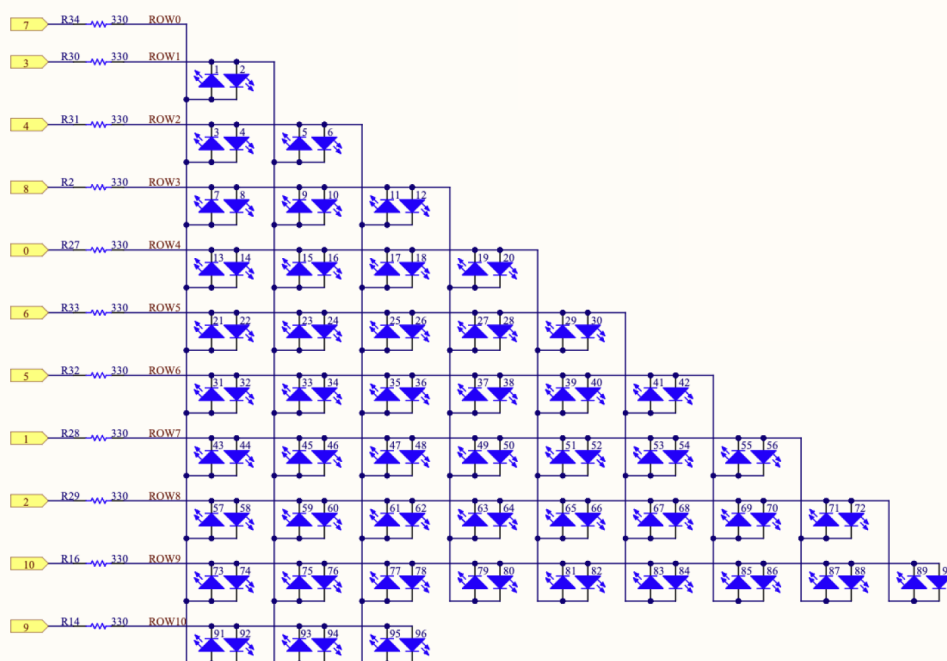 7 R34 330 ROW0
3 R30 330 ROW1
1 2
4 R31 330 ROW2
3 4 5 6
8 R2 330 ROW3
7 8 9 10 11 12
0 R27 330 ROW4
13 14 15 16 17 18 19 20
6 R33 330 ROW5
21 22 23 24 25 26 27 28 29 30
5 R32 330 ROW6
31 32 33 34 35 36 37 38 39 40 41 42
1 R28 330 ROW7
43 44 45 46 47 48 49 50 51 52 53 54 55 56
2 R29 330 ROW8
57 58 59 60 61 62 63 64 65 66 67 68 69 70 71 72
10 R16 330 ROW9
73 74 75 76 77 78 79 80 81 82 83 84 85 86 87 88 89
9 R14 330 ROW10
91 92 93 94 95 96